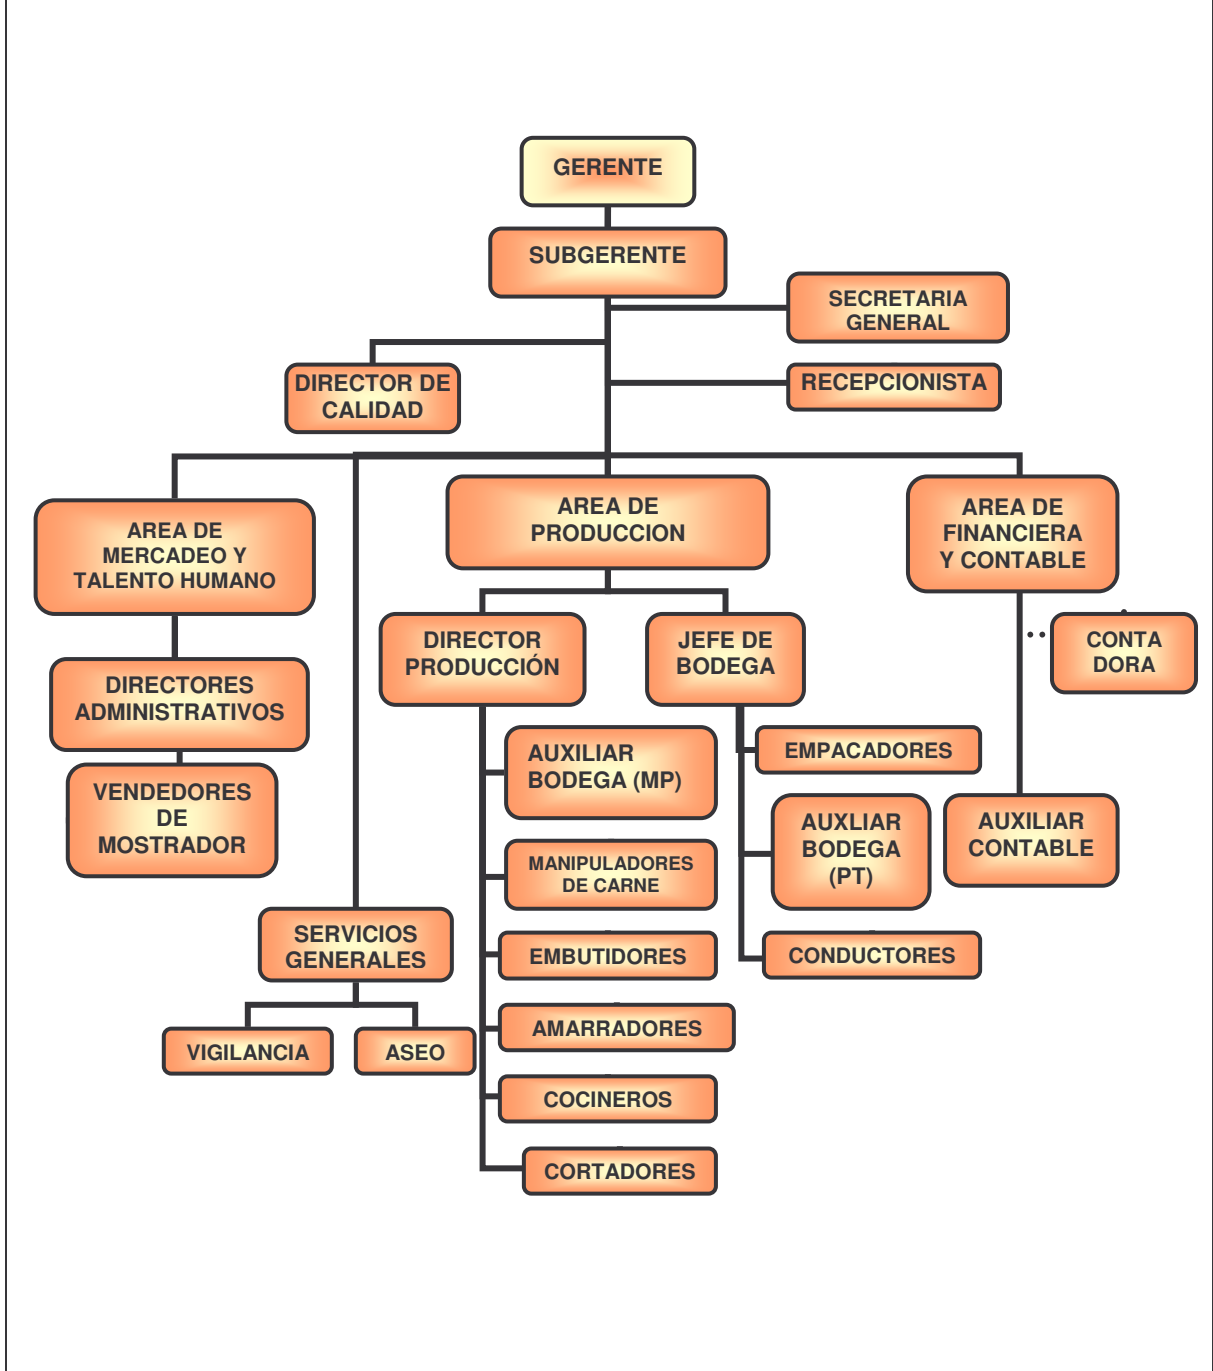 GERENTE
SUBGERENTE
SECRETARIA
GENERAL
DIRECTOR DE
CALIDAD
RECEPCIONISTA
AREA DE
MERCADEO Y
TALENTO HUMANO
AREA DE
PRODUCCION
AREA DE
FINANCIERA
Y CONTABLE
DIRECTORES
ADMINISTRATIVOS
DIRECTOR
PRODUCCIÓN
JEFE DE
BODEGA
CONTA
DORA
VENDEDORES
DE
MOSTRADOR
AUXILIAR
BODEGA (MP)
EMPACADORES
MANIPULADORES
DE CARNE
AUXLIAR
BODEGA
(PT)
AUXILIAR
CONTABLE
SERVICIOS
GENERALES
EMBUTIDORES
CONDUCTORES
VIGILANCIA
ASEO
AMARRADORES
COCINEROS
CORTADORES